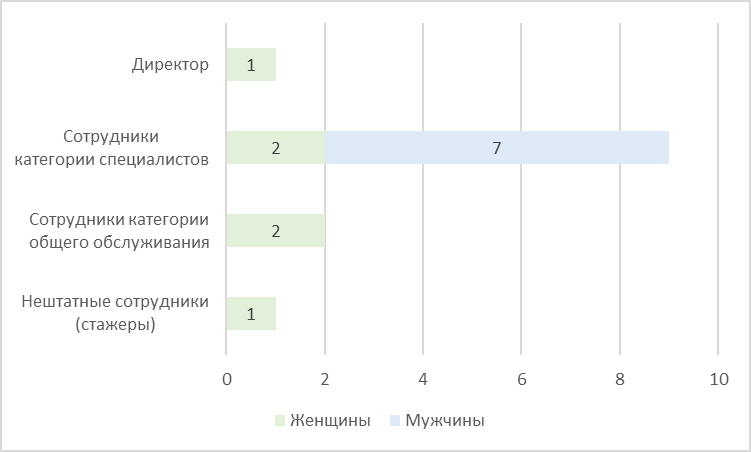 Директор
1
Сотрудники
категории специалистов
2
7
Сотрудники категории
общего обслуживания
2
Нештатные сотрудники
(стажеры)
1
0 2 4 6 8 10
Женщины Мужчины